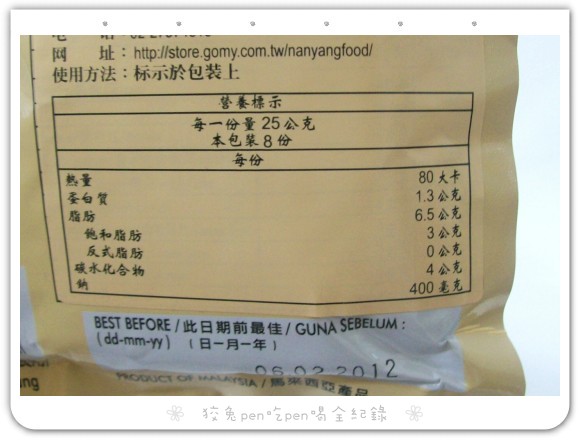 网 址：http://store.gomy.com.tw/nanyangfood/
使用方法：标示於包装上
營養標示
每一份量 25 公克
本包裝 8 份
每份
熱量 80 大卡
蛋白質 1.3 公克
脂肪 6.5 公克
飽和脂肪 3 公克
反式脂肪 0 公克
碳水化合物 4 公克
鈉 400 毫克
BEST BEFORE / 此日期前最佳 / GUNA SEBELUM :
(dd-mm-yy) （日一月一年）
06 02 2012
PRODUCT OF MALAYSIA / 馬來西亞產品
ng
狡兔pen吃pen喝全紀錄